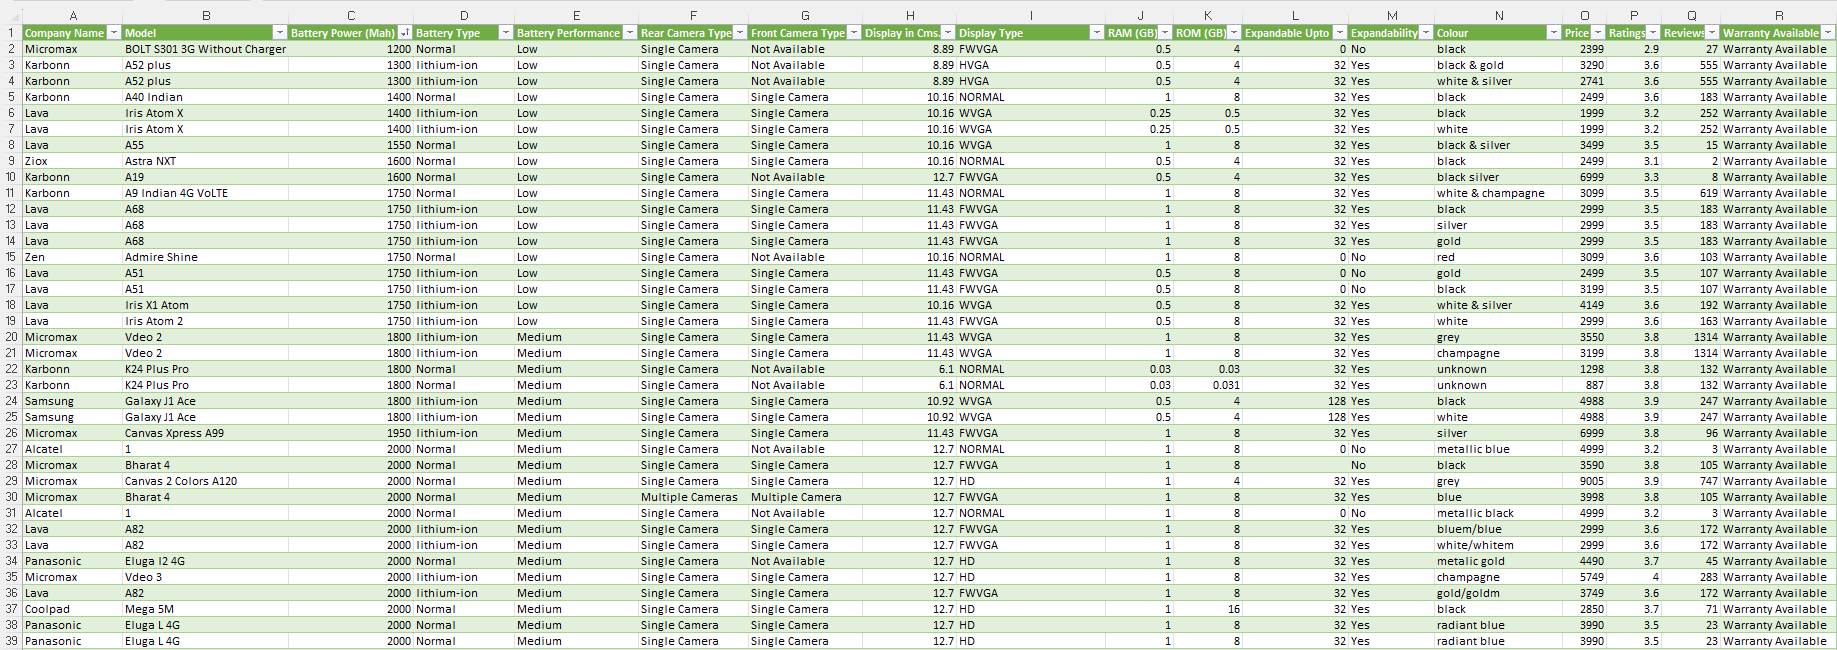 A B C D E F G H I J K L M N O P Q R
1 Company Name Model Battery Power (Mah) Battery Type Battery Performance Rear Camera Type Front Camera Type Display in Cms. Display Type RAM (GB) ROM (GB) Expandable Upto Expandability Colour Price Ratings Reviews Warranty Available
2 Micromax BOLT S301 3G Without Charger 1200 Normal Low Single Camera Not Available 8.89 FWVGA 0.5 4 0 No black 2399 2.9 27 Warranty Available
3 Karbonn A52 plus 1300 lithium-ion Low Single Camera Not Available 8.89 HVGA 0.5 4 32 Yes black & gold 3290 3.6 555 Warranty Available
4 Karbonn A52 plus 1300 lithium-ion Low Single Camera Not Available 8.89 HVGA 0.5 4 32 Yes white & silver 2741 3.6 555 Warranty Available
5 Karbonn A40 Indian 1400 Normal Low Single Camera Single Camera 10.16 NORMAL 1 8 32 Yes black 2499 3.6 183 Warranty Available
6 Lava Iris Atom X 1400 lithium-ion Low Single Camera Single Camera 10.16 WVGA 0.25 0.5 32 Yes black 1999 3.2 252 Warranty Available
7 Lava Iris Atom X 1400 lithium-ion Low Single Camera Single Camera 10.16 WVGA 0.25 0.5 32 Yes white 1999 3.2 252 Warranty Available
8 Lava A55 1550 Normal Low Single Camera Single Camera 10.16 WVGA 1 8 32 Yes black & silver 3499 3.5 15 Warranty Available
9 Ziox Astra NXT 1600 Normal Low Single Camera Single Camera 10.16 NORMAL 0.5 4 32 Yes black 2499 3.1 2 Warranty Available
10 Karbonn A19 1600 Normal Low Single Camera Not Available 12.7 FWVGA 0.5 4 32 Yes black silver 6999 3.3 8 Warranty Available
11 Karbonn A9 Indian 4G VoLTE 1750 Normal Low Single Camera Single Camera 11.43 NORMAL 1 8 32 Yes white & champagne 3099 3.5 619 Warranty Available
12 Lava A68 1750 lithium-ion Low Single Camera Single Camera 11.43 FWVGA 1 8 32 Yes black 2999 3.5 183 Warranty Available
13 Lava A68 1750 lithium-ion Low Single Camera Single Camera 11.43 FWVGA 1 8 32 Yes silver 2999 3.5 183 Warranty Available
14 Lava A68 1750 lithium-ion Low Single Camera Single Camera 11.43 FWVGA 1 8 32 Yes gold 2999 3.5 183 Warranty Available
15 Zen Admire Shine 1750 Normal Low Single Camera Not Available 10.16 NORMAL 1 8 0 No red 3099 3.6 103 Warranty Available
16 Lava A51 1750 lithium-ion Low Single Camera Single Camera 11.43 FWVGA 0.5 8 0 No gold 2499 3.5 107 Warranty Available
17 Lava A51 1750 lithium-ion Low Single Camera Single Camera 11.43 FWVGA 0.5 8 0 No black 3199 3.5 107 Warranty Available
18 Lava Iris X1 Atom 1750 lithium-ion Low Single Camera Single Camera 10.16 WVGA 0.5 8 32 Yes white & silver 4149 3.6 192 Warranty Available
19 Lava Iris Atom 2 1750 lithium-ion Low Single Camera Single Camera 11.43 FWVGA 0.5 8 32 Yes white 2999 3.6 163 Warranty Available
20 Micromax Vdeo 2 1800 lithium-ion Medium Single Camera Single Camera 11.43 WVGA 1 8 32 Yes grey 3550 3.8 1314 Warranty Available
21 Micromax Vdeo 2 1800 lithium-ion Medium Single Camera Single Camera 11.43 WVGA 1 8 32 Yes champagne 3199 3.8 1314 Warranty Available
22 Karbonn K24 Plus Pro 1800 Normal Medium Single Camera Not Available 6.1 NORMAL 0.03 0.03 32 Yes unknown 1298 3.8 132 Warranty Available
23 Karbonn K24 Plus Pro 1800 Normal Medium Single Camera Not Available 6.1 NORMAL 0.03 0.031 32 Yes unknown 887 3.8 132 Warranty Available
24 Samsung Galaxy J1 Ace 1800 lithium-ion Medium Single Camera Single Camera 10.92 WVGA 0.5 4 128 Yes black 4988 3.9 247 Warranty Available
25 Samsung Galaxy J1 Ace 1800 lithium-ion Medium Single Camera Single Camera 10.92 WVGA 0.5 4 128 Yes white 4988 3.9 247 Warranty Available
26 Micromax Canvas Xpress A99 1950 lithium-ion Medium Single Camera Single Camera 11.43 FWVGA 1 8 32 Yes silver 6999 3.8 96 Warranty Available
27 Alcatel 1 2000 Normal Medium Single Camera Not Available 12.7 NORMAL 1 8 0 No metallic blue 4999 3.2 3 Warranty Available
28 Micromax Bharat 4 2000 Normal Medium Single Camera Single Camera 12.7 FWVGA 1 8 No black 3590 3.8 105 Warranty Available
29 Micromax Canvas 2 Colors A120 2000 Normal Medium Single Camera Single Camera 12.7 HD 1 4 32 Yes grey 9005 3.9 747 Warranty Available
30 Micromax Bharat 4 2000 Normal Medium Multiple Cameras Multiple Camera 12.7 FWVGA 1 8 32 Yes blue 3998 3.8 105 Warranty Available
31 Alcatel 1 2000 Normal Medium Single Camera Not Available 12.7 NORMAL 1 8 0 No metallic black 4999 3.2 3 Warranty Available
32 Lava A82 2000 lithium-ion Medium Single Camera Single Camera 12.7 FWVGA 1 8 32 Yes bluem/blue 2999 3.6 172 Warranty Available
33 Lava A82 2000 lithium-ion Medium Single Camera Single Camera 12.7 FWVGA 1 8 32 Yes white/whitem 2999 3.6 172 Warranty Available
34 Panasonic Eluga I2 4G 2000 Normal Medium Single Camera Not Available 12.7 HD 1 8 32 Yes metalic gold 4490 3.7 45 Warranty Available
35 Micromax Vdeo 3 2000 lithium-ion Medium Single Camera Single Camera 12.7 HD 1 8 32 Yes champagne 5749 4 283 Warranty Available
36 Lava A82 2000 lithium-ion Medium Single Camera Single Camera 12.7 FWVGA 1 8 32 Yes gold/goldm 3749 3.6 172 Warranty Available
37 Coolpad Mega 5M 2000 Normal Medium Single Camera Single Camera 12.7 HD 1 16 32 Yes black 2850 3.7 71 Warranty Available
38 Panasonic Eluga L 4G 2000 Normal Medium Single Camera Single Camera 12.7 HD 1 8 32 Yes radiant blue 3990 3.5 23 Warranty Available
39 Panasonic Eluga L 4G 2000 Normal Medium Single Camera Single Camera 12.7 HD 1 8 32 Yes radiant blue 3990 3.5 23 Warranty Available